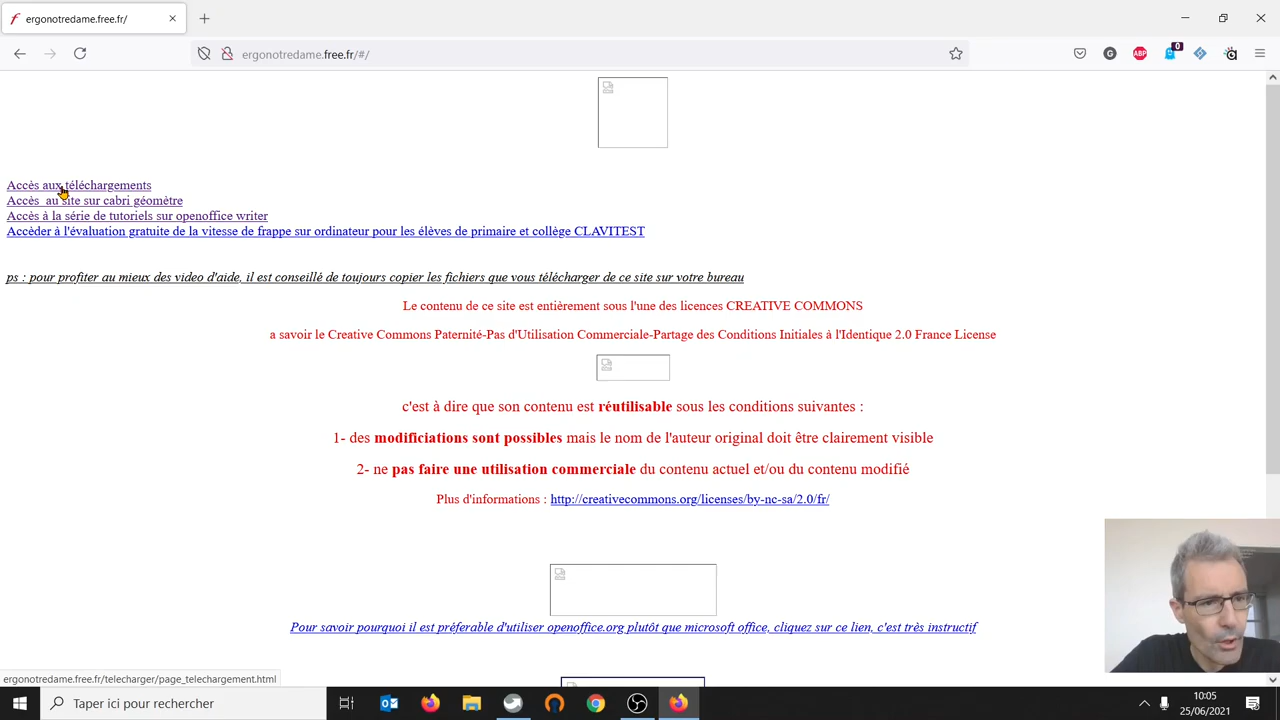 ergonotredame.free.fr/
ergonotredame.free.fr/#/
0
Accès aux téléchargements
Accès  au site sur cabri géomètre
Accès à la série de tutoriels sur openoffice writer
Accèder à l'évaluation gratuite de la vitesse de frappe sur ordinateur pour les élèves de primaire et collège CLAVITEST
ps : pour profiter au mieux des video d'aide, il est conseillé de toujours copier les fichiers que vous télécharger de ce site sur votre bureau
Le contenu de ce site est entièrement sous l'une des licences CREATIVE COMMONS
a savoir le Creative Commons Paternité-Pas d'Utilisation Commerciale-Partage des Conditions Initiales à l'Identique 2.0 France License
c'est à dire que son contenu est réutilisable sous les conditions suivantes :
1- des modificiations sont possibles mais le nom de l'auteur original doit être clairement visible
2- ne pas faire une utilisation commerciale du contenu actuel et/ou du contenu modifié
Plus d'informations : http://creativecommons.org/licenses/by-nc-sa/2.0/fr/
Pour savoir pourquoi il est préferable d'utiliser openoffice.org plutôt que microsoft office, cliquez sur ce lien, c'est très instructif
ergonotredame.free.fr/telecharger/page_telechargement.html
Taper ici pour rechercher
10:05
25/06/2021